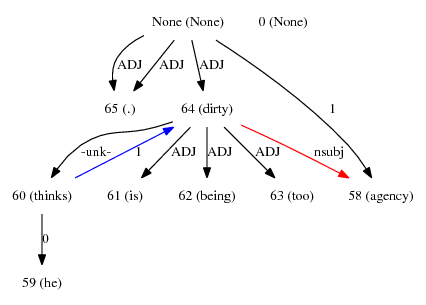 None (None) 0 (None)
ADJ ADJ ADJ 1
65 (.) 64 (dirty)
-unk- 1 ADJ ADJ ADJ nsubj
60 (thinks) 61 (is) 62 (being) 63 (too) 58 (agency)
0
59 (he)